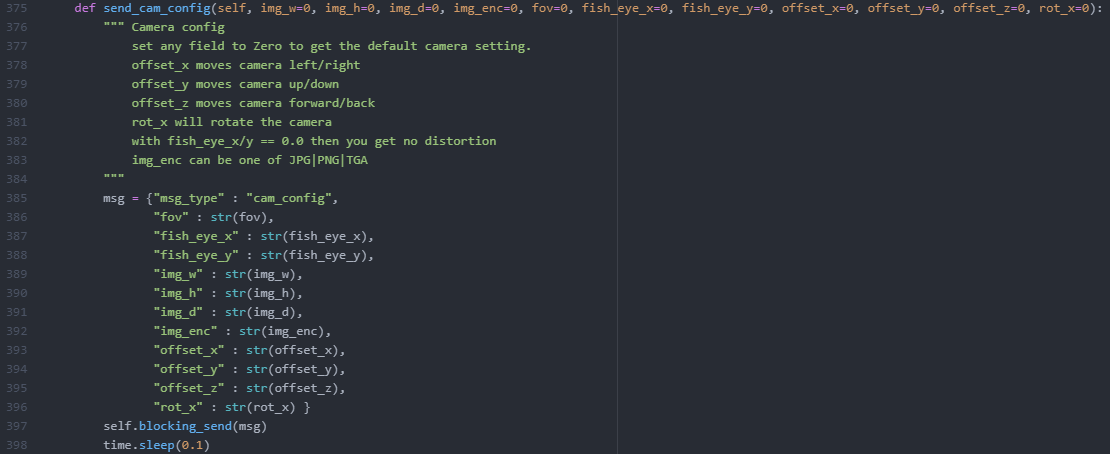 375 def send_cam_config(self, img_w=0, img_h=0, img_d=0, img_enc=0, fov=0, fish_eye_x=0, fish_eye_y=0, offset_x=0, offset_y=0, offset_z=0, rot_x=0):
376 """ Camera config
377 set any field to Zero to get the default camera setting.
378 offset_x moves camera left/right
379 offset_y moves camera up/down
380 offset_z moves camera forward/back
381 rot_x will rotate the camera
382 with fish_eye_x/y == 0.0 then you get no distortion
383 img_enc can be one of JPG|PNG|TGA
384 """
385 msg = {"msg_type" : "cam_config",
386 "fov" : str(fov),
387 "fish_eye_x" : str(fish_eye_x),
388 "fish_eye_y" : str(fish_eye_y),
389 "img_w" : str(img_w),
390 "img_h" : str(img_h),
391 "img_d" : str(img_d),
392 "img_enc" : str(img_enc),
393 "offset_x" : str(offset_x),
394 "offset_y" : str(offset_y),
395 "offset_z" : str(offset_z),
396 "rot_x" : str(rot_x) }
397 self.blocking_send(msg)
398 time.sleep(0.1)